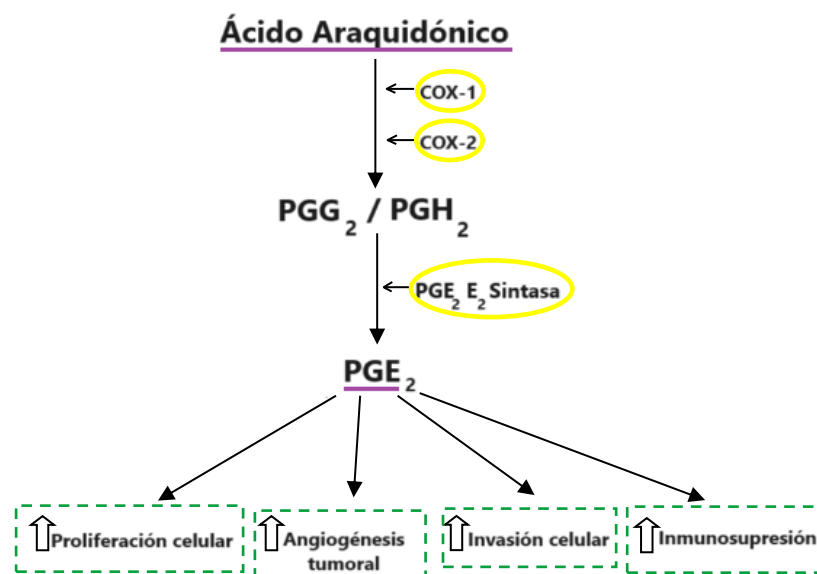 Ácido Araquidónico
COX-1
COX-2
PGG₂ / PGH₂
PGE₂ E₂ Sintasa
PGE₂
Proliferación celular
Angiogénesis
tumoral
Invasión celular
Inmunosupresión